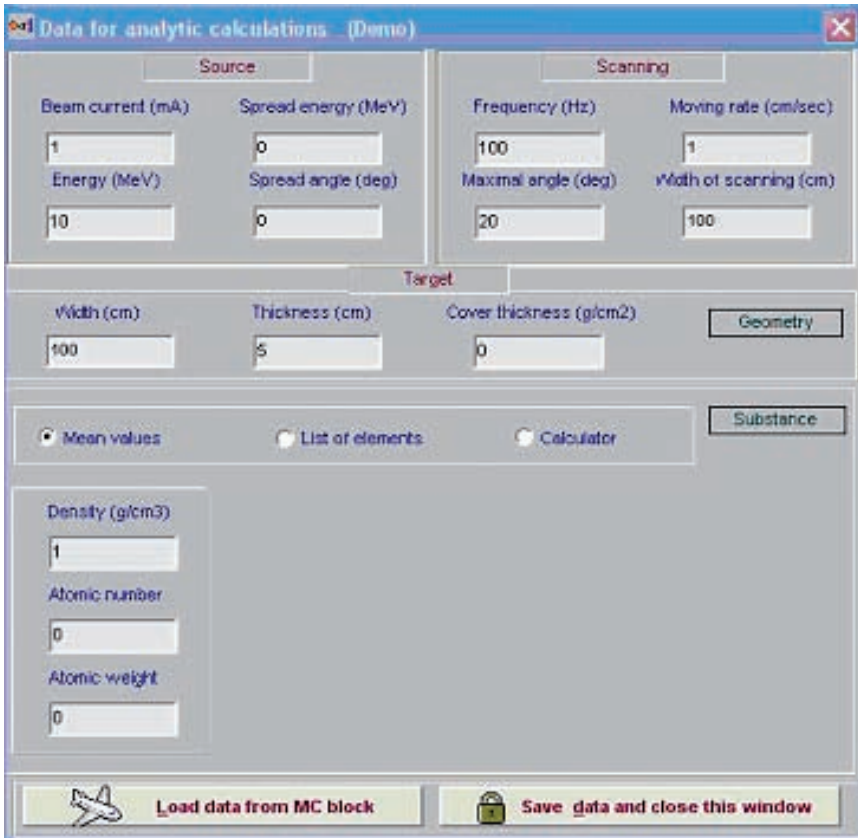 Data for analytic calculations (Demo)
Source
Scanning
Beam current (mA) Spread energy (MeV) Frequency (Hz) Moving rate (cm/sec)
1 0 100 1
Energy (MeV) Spread angle (deg) Maximal angle (deg) Width of scanning (cm)
10 0 20 100
Target
Width (cm) Thickness (cm) Cover thickness (g/cm2) Geometry
100 5 0
Substance
Mean values List of elements Calculator
Density (g/cm3)
1
Atomic number
0
Atomic weight
0
Load data from MC block Save data and close this window